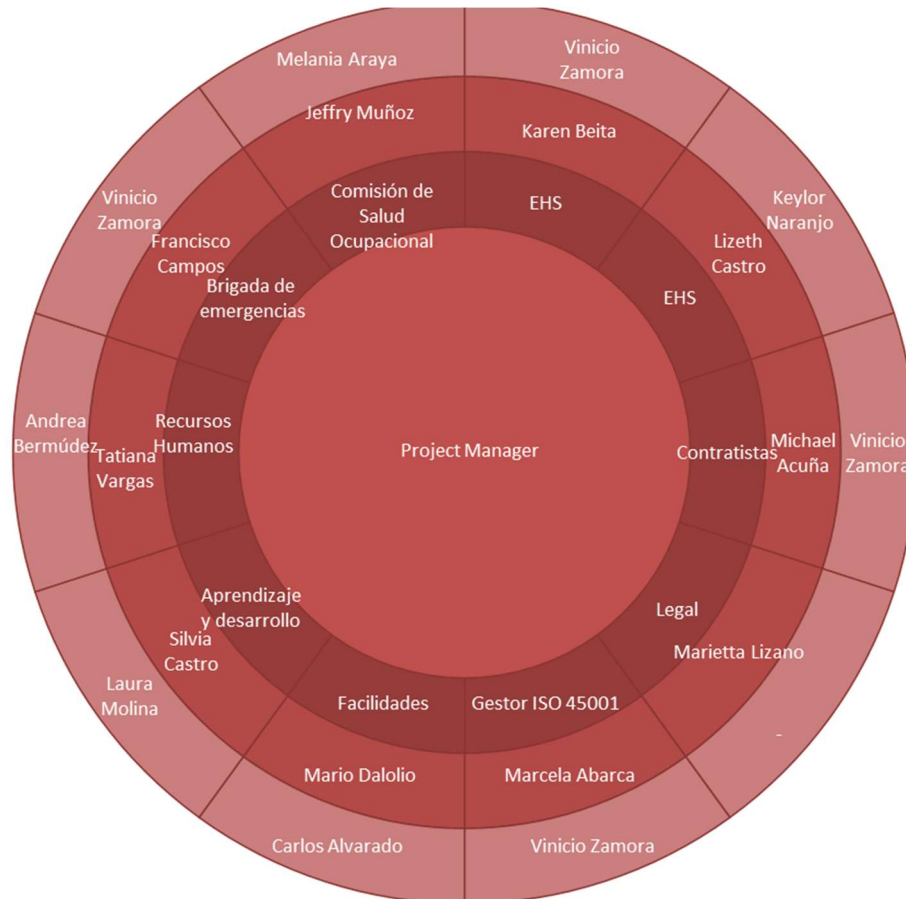 Melania Araya
Vinicio
Zamora
Jeffry Muñoz
Karen Beita
Comisión de
Salud
Ocupacional
EHS
Vinicio
Zamora
Keylor
Naranjo
Francisco
Campos
Lizeth
Castro
Brigada de
emergencias
EHS
Andrea
Bermúdez
Tatiana
Vargas
Recursos
Humanos
Project Manager
Contratistas
Michael
Acuña
Vinicio
Zamora
Aprendizaje
y desarrollo
Legal
Silvia
Castro
Marietta Lizano
Laura
Molina
Facilidades
Gestor ISO 45001
-
Mario Dalolio
Marcela Abarca
Carlos Alvarado
Vinicio Zamora